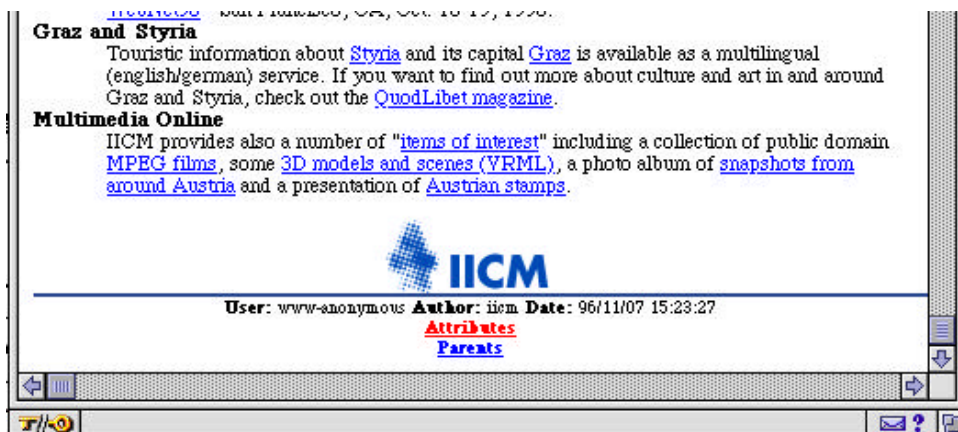 Graz and Styria
Touristic information about Styria and its capital Graz is available as a multilingual
(english/german) service. If you want to find out more about culture and art in and around
Graz and Styria, check out the QuodLibet magazine.
Multimedia Online
IICM provides also a number of "items of interest" including a collection of public domain
MPEG films, some 3D models and scenes (VRML), a photo album of snapshots from
around Austria and a presentation of Austrian stamps.
IICM
User: www-anonymous Author: iicm Date: 96/11/07 15:23:27
Attributes
Parents
?